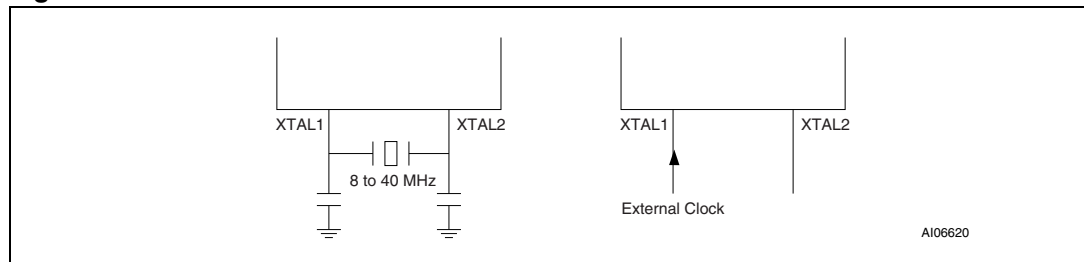 XTAL1
XTAL2
8 to 40 MHz
XTAL1
XTAL2
External Clock
AI06620